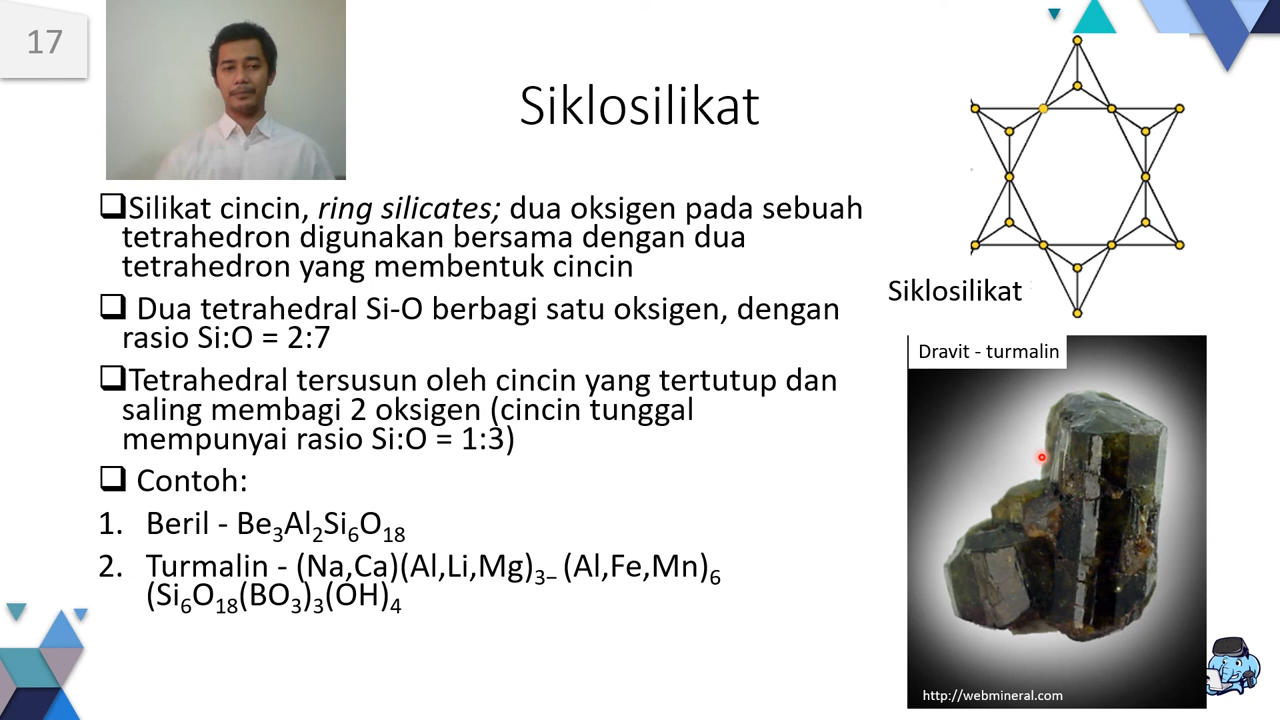 17
Siklosilikat
❑Silikat cincin, ring silicates; dua oksigen pada sebuah
tetrahedron digunakan bersama dengan dua
tetrahedron yang membentuk cincin
❑ Dua tetrahedral Si-O berbagi satu oksigen, dengan
rasio Si:O = 2:7
❑Tetrahedral tersusun oleh cincin yang tertutup dan
saling membagi 2 oksigen (cincin tunggal
mempunyai rasio Si:O = 1:3)
❑ Contoh:
1. Beril - Be₃Al₂Si₆O₁₈
2. Turmalin - (Na,Ca)(Al,Li,Mg)₃₋ (Al,Fe,Mn)₆
(Si₆O₁₈(BO₃)₃(OH)₄
Siklosilikat
Dravit - turmalin
http://webmineral.com